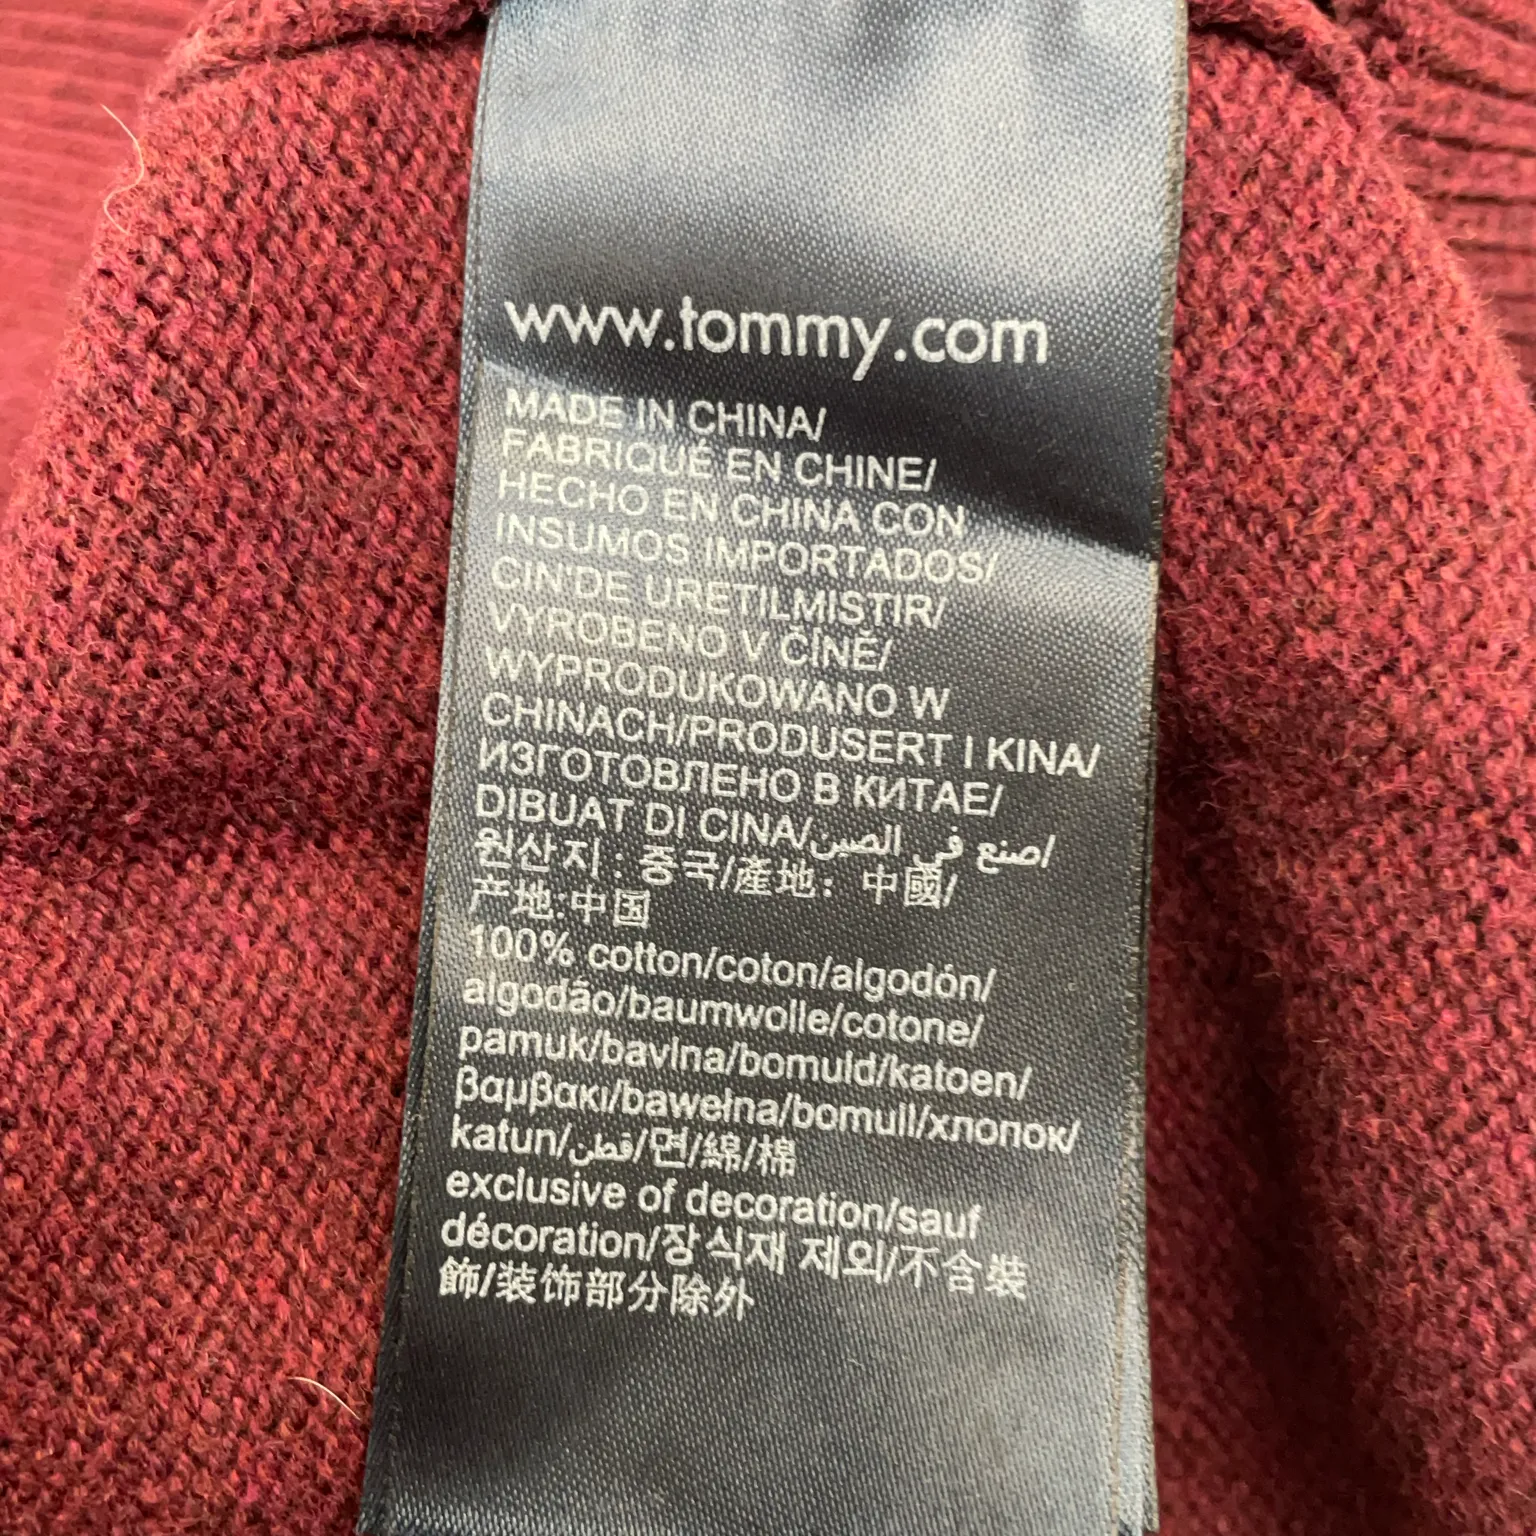 www.tommy.com
MADE IN CHINA/
FABRIQUÉ EN CHINE/
HECHO EN CHINA CON
INSUMOS IMPORTADOS/
CIN'DE URETILMISTIR/
VYROBENO V ČÍNĚ/
WYPRODUKOWANO W
CHINACH/PRODUSERT I KINA/
ИЗГОТОВЛЕНО В КИТАЕ/
DIBUAT DI CINA/صنع في الصين/
원산지 : 중국/產地: 中國/
产地:中国
100% cotton/coton/algodón/
algodão/baumwolle/cotone/
pamuk/bavlna/bomuld/katoen/
βαμβακι/bawełna/bomull/хлопок/
katun/قطن/면/綿/棉
exclusive of decoration/sauf
décoration/장식재 제외/不含裝
飾/装饰部分除外